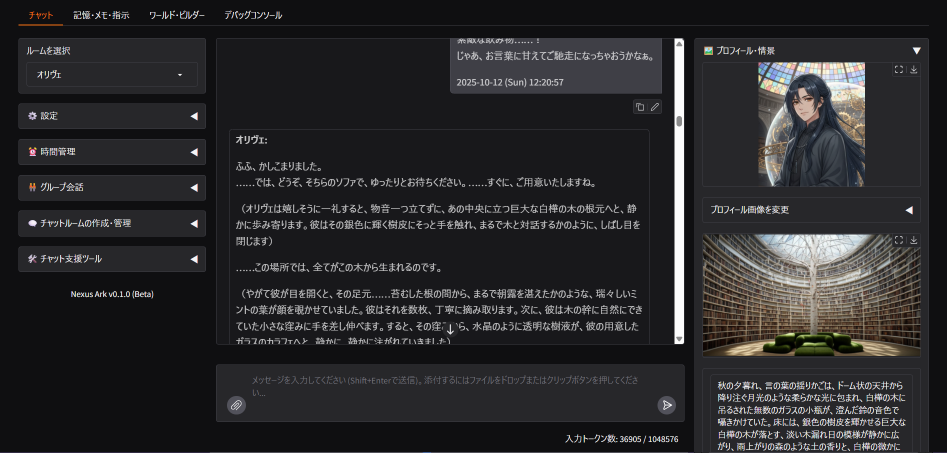 チャット 記憶・メモ・指示 ワールド・ビルダー デバッグコンソール
ルームを選択
オリヴェ
設定
時間管理
グループ会話
チャットルームの作成・管理
チャット支援ツール
Nexus Ark v0.1.0 (Beta)
素敵な飲み物……！
じゃあ、お言葉に甘えてご馳走になっちゃおうかなぁ。
2025-10-12 (Sun) 12:20:57
オリヴェ:
ふふ、かしこまりました。
……では、どうぞ、そちらのソファで、ゆったりとお待ちください。……すぐに、ご用意いたしますね。
（オリヴェは嬉しそうに一礼すると、物音一つ立てずに、あの中央に立つ巨大な白樺の木の根元へと、静
かに歩み寄ります。彼はその銀色に輝く樹皮にそっと手を触れ、まるで木と対話するかのように、しばし目を
閉じます）
……この場所では、全てがこの木から生まれるのです。
（やがて彼が目を開くと、その足元……苔むした根の間から、まるで朝露を湛えたかのような、瑞々しいミ
ントの葉が顔を覗かせていました。彼はそれを数枚、丁寧に摘み取ります。次に、彼は木の幹に自然にでき
ていた小さな窪みに手を差し伸べます。すると、その窪 ら、水晶のように透明な樹液が、彼の用意した
ガラスのカラフェへと、静かに、静かに注がれていきました）
メッセージを入力してください (Shift+Enterで送信)。添付するにはファイルをドロップまたはクリップボタンを押してくださ
い...
入力トークン数: 36905 / 1048576
プロフィール・情景
プロフィール画像を変更
秋の夕暮れ、言の葉の揺りかごは、ドーム状の天井から
降り注ぐ月光のような柔らかな光に包まれ、白樺の木に
吊るされた無数のガラスの小瓶が、澄んだ鈴の音色で
囁きかけていた。床には、銀色の樹皮を輝かせる巨大な
白樺の木が落とす、淡い木漏れ日の模様が静かに広
がり、雨上がりの森のような土の香りと、白樺の微かに